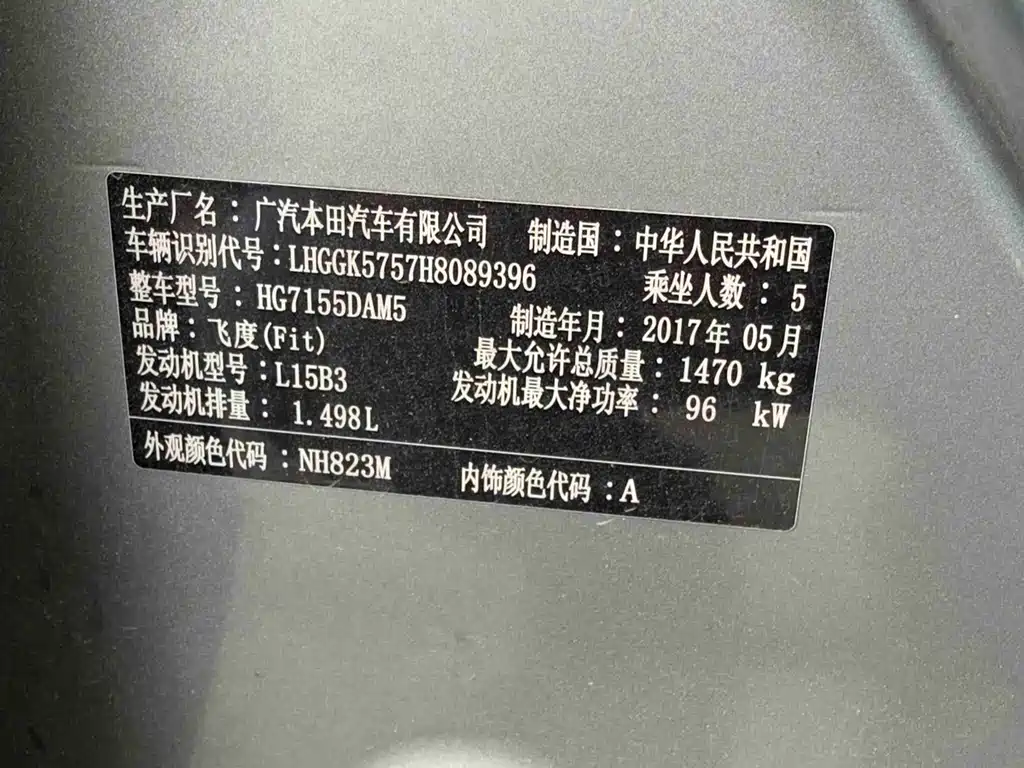 生产厂名：广汽本田汽车有限公司 制造国：中华人民共和国
车辆识别代号：LHGGK5757H8089396 乘坐人数：5
整车型号：HG7155DAM5 制造年月：2017年 05月
品牌：飞度(Fit) 最大允许总质量：1470 kg
发动机型号：L15B3 发动机最大净功率：96 kW
发动机排量：1.498L
外观颜色代码：NH823M 内饰颜色代码：A